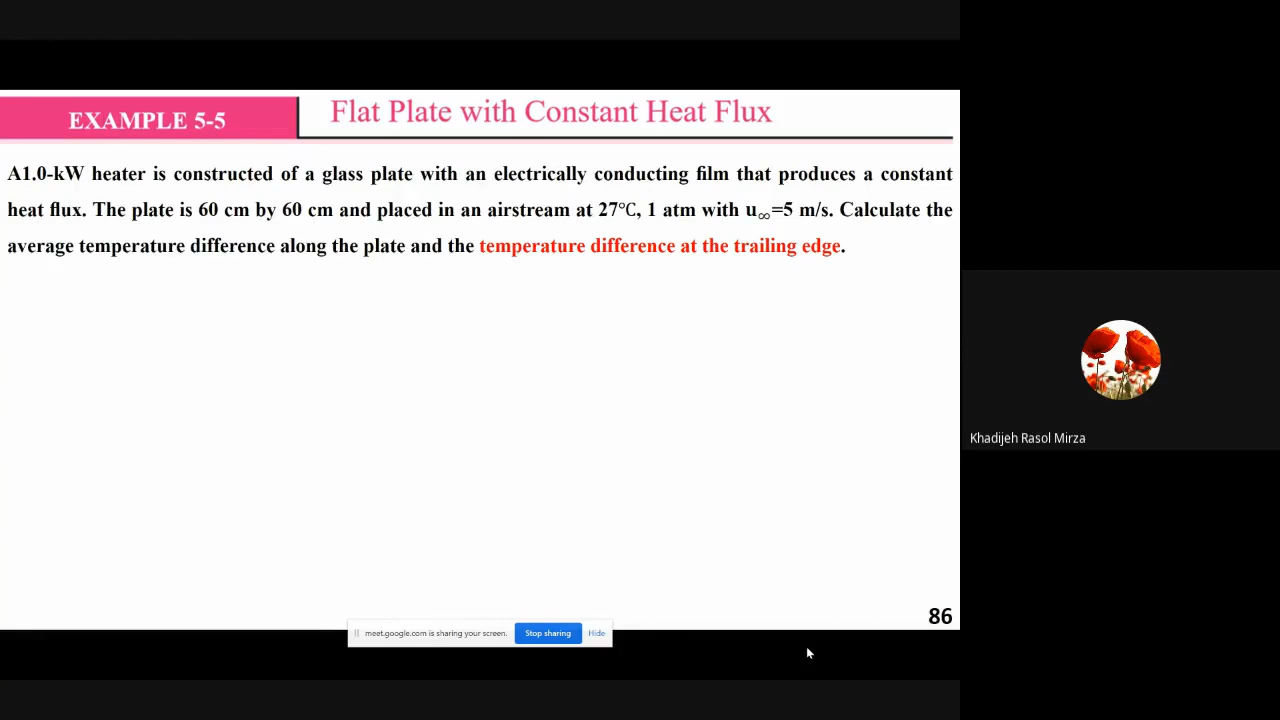 EXAMPLE 5-5
Flat Plate with Constant Heat Flux
A1.0-kW heater is constructed of a glass plate with an electrically conducting film that produces a constant
heat flux. The plate is 60 cm by 60 cm and placed in an airstream at 27℃, 1 atm with u∞=5 m/s. Calculate the
average temperature difference along the plate and the temperature difference at the trailing edge.
Khadijeh Rasol Mirza
86
meet.google.com is sharing your screen.
Stop sharing
Hide